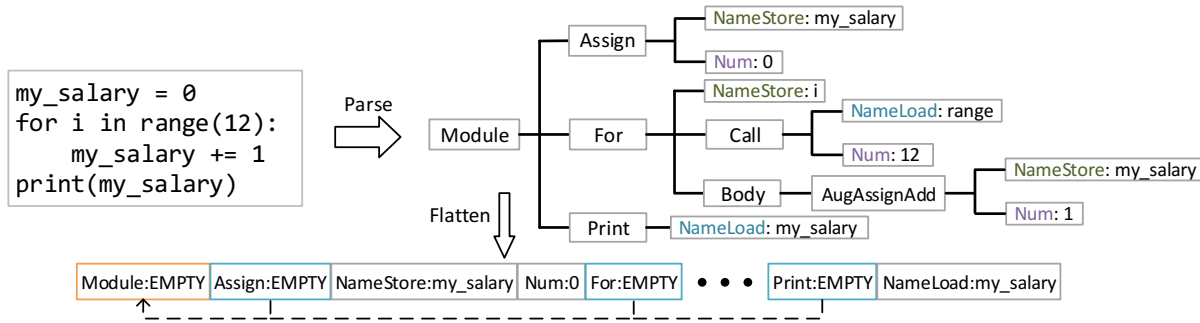 my_salary = 0
for i in range(12):
    my_salary += 1
print(my_salary)
Parse
Module
Assign
NameStore: my_salary
Num: 0
For
NameStore: i
Call
NameLoad: range
Num: 12
Body
AugAssignAdd
NameStore: my_salary
Num: 1
Print
NameLoad: my_salary
Flatten
Module:EMPTY Assign:EMPTY NameStore:my_salary Num:0 For:EMPTY • • • Print:EMPTY NameLoad:my_salary